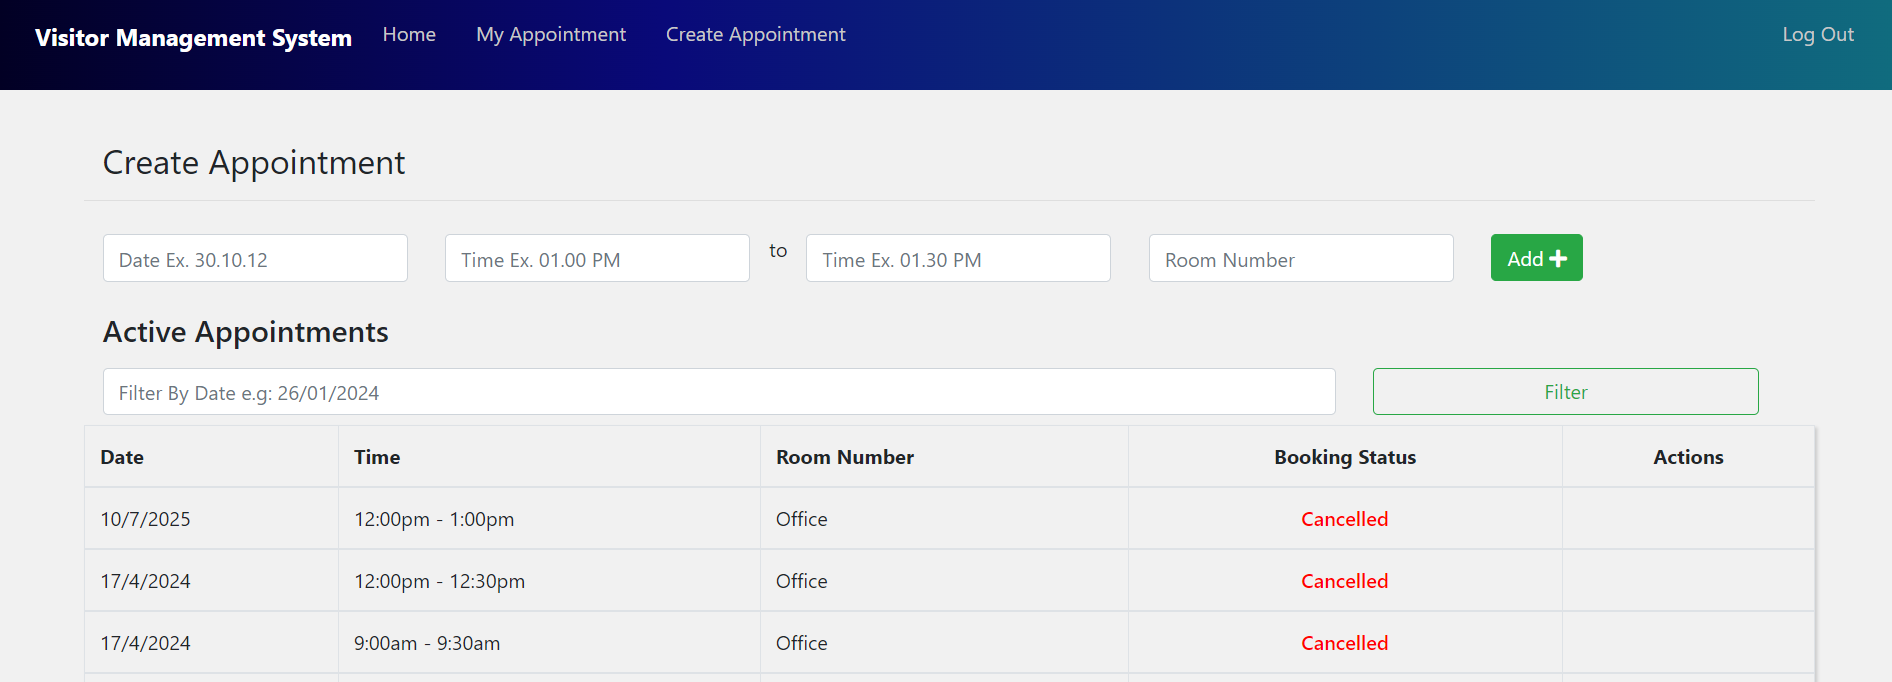 Visitor Management System Home My Appointment Create Appointment Log Out
Create Appointment
Date Ex. 30.10.12 Time Ex. 01.00 PM to Time Ex. 01.30 PM Room Number Add
Active Appointments
Filter By Date e.g: 26/01/2024 Filter
Date Time Room Number Booking Status Actions
10/7/2025 12:00pm - 1:00pm Office Cancelled
17/4/2024 12:00pm - 12:30pm Office Cancelled
17/4/2024 9:00am - 9:30am Office Cancelled